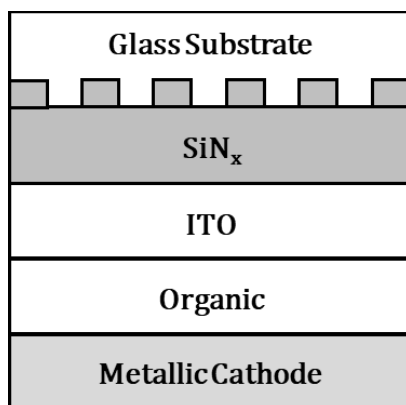 Glass Substrate
SiNₓ
ITO
Organic
Metallic Cathode